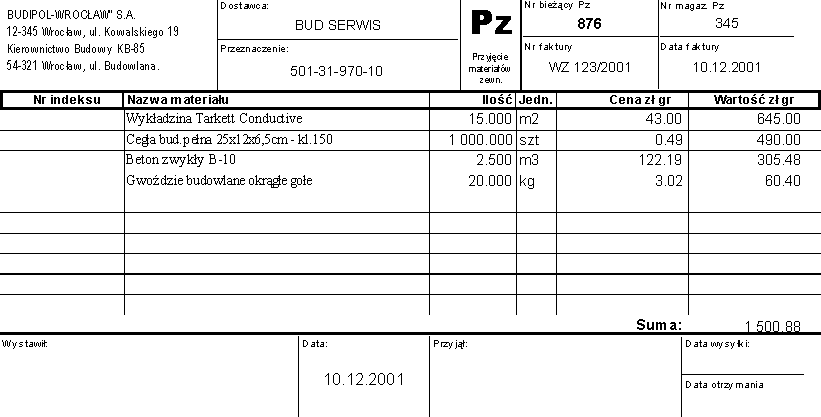 BUDIPOL-WROCŁAW" S.A.
12-345 Wrocław, ul. Kowalskiego 19
Kierownictwo Budowy KB-85
54-321 Wrocław, ul. Budowlana.
Dostawca:
BUD SERWIS
Przeznaczenie:
501-31-970-10
Pz
Przyjęcie
materiałów
zewn.
Nr bieżący Pz
876
Nr magaz. Pz
345
Nr faktury
WZ 123/2001
Data faktury
10.12.2001
Nr indeksu Nazwa materiału Ilość Jedn. Cena zł gr Wartość zł gr
Wykładzina Tarkett Conductive 15.000 m2 43.00 645.00
Cegła bud.pełna 25x12x6,5cm - kl.150 1 000.000 szt 0.49 490.00
Beton zwykły B-10 2.500 m3 122.19 305.48
Gwoździe budowlane okrągłe gołe 20.000 kg 3.02 60.40
Suma: 1 500.88
Wystawił:
Data:
10.12.2001
Przyjął:
Data wysyłki:
Data otrzymania